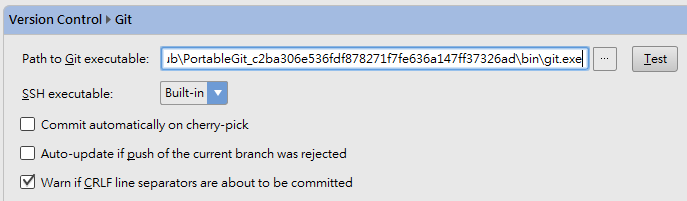 Version Control › Git
Path to Git executable: ub\PortableGit_c2ba306e536fdf878271f7fe636a147ff37326ad\bin\git.exe ... Test
SSH executable: Built-in
Commit automatically on cherry-pick
Auto-update if push of the current branch was rejected
Warn if CRLF line separators are about to be committed